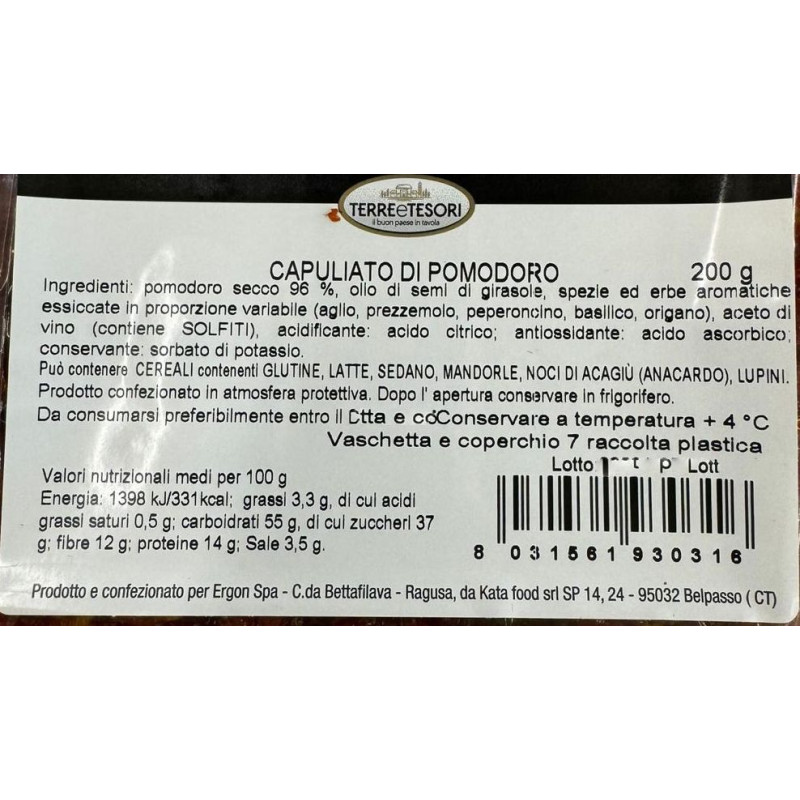 TERREeTESORI
il buon paese in tavola
CAPULIATO DI POMODORO 200 g
Ingredienti: pomodoro secco 96 %, olio di semi di girasole, spezie ed erbe aromatiche
essiccate in proporzione variabile (aglio, prezzemolo, peperoncino, basilico, origano), aceto di
vino (contiene SOLFITI), acidificante: acido citrico; antiossidante: acido ascorbico;
conservante: sorbato di potassio.
Può contenere CEREALI contenenti GLUTINE, LATTE, SEDANO, MANDORLE, NOCI DI ACAGIÙ (ANACARDO), LUPINI.
Prodotto confezionato in atmosfera protettiva. Dopo l' apertura conservare in frigorifero.
Da consumarsi preferibilmente entro il e Conservare a temperatura + 4 °C
Vaschetta e coperchio 7 raccolta plastica
Lotto Lott
Valori nutrizionali medi per 100 g
Energia: 1398 kJ/331kcal; grassi 3,3 g, di cui acidi
grassi saturi 0,5 g; carboidrati 55 g, di cui zuccheri 37
g; fibre 12 g; proteine 14 g; Sale 3,5 g.
8 031561 930316
Prodotto e confezionato per Ergon Spa - C.da Bettafilava - Ragusa, da Kata food srl SP 14, 24 - 95032 Belpasso ( CT)